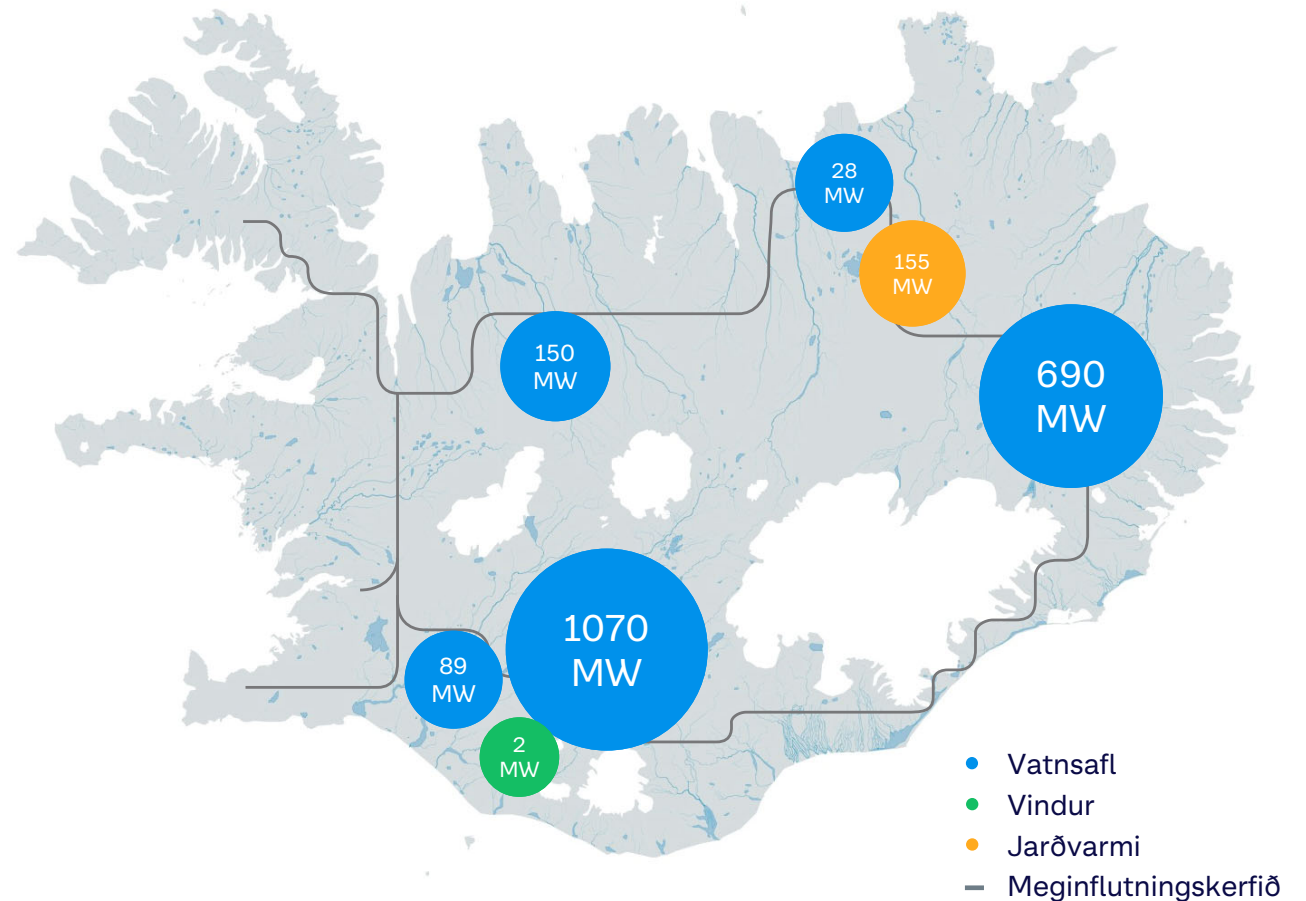 28
MW
155
MW
150
MW
690
MW
1070
MW
89
MW
2
MW
Vatnsafl
Vindur
Jarðvarmi
Meginflutningskerfið